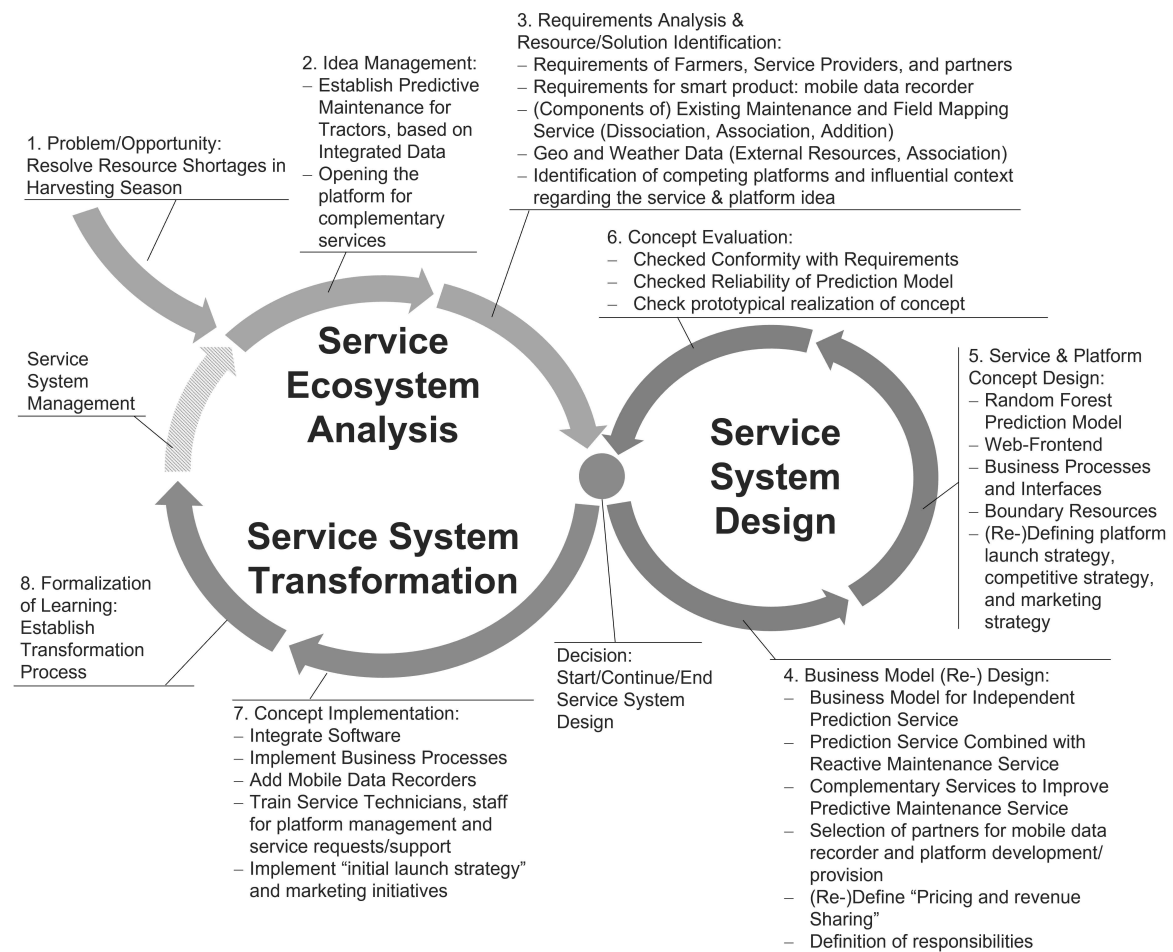 1. Problem/Opportunity:
Resolve Resource Shortages in
Harvesting Season
2. Idea Management:
– Establish Predictive
Maintenance for
Tractors, based on
Integrated Data
– Opening the
platform for
complementary
services
3. Requirements Analysis &
Resource/Solution Identification:
– Requirements of Farmers, Service Providers, and partners
– Requirements for smart product: mobile data recorder
– (Components of) Existing Maintenance and Field Mapping
Service (Dissociation, Association, Addition)
– Geo and Weather Data (External Resources, Association)
– Identification of competing platforms and influential context
regarding the service & platform idea
6. Concept Evaluation:
– Checked Conformity with Requirements
– Checked Reliability of Prediction Model
– Check prototypical realization of concept
Service
Ecosystem
Analysis
Service
System
Management
5. Service & Platform
Concept Design:
– Random Forest
Prediction Model
– Web-Frontend
– Business Processes
and Interfaces
– Boundary Resources
– (Re-)Defining platform
launch strategy,
competitive strategy,
and marketing
strategy
Service
System
Design
Service System
Transformation
8. Formalization
of Learning:
Establish
Transformation
Process
Decision:
Start/Continue/End
Service System
Design
7. Concept Implementation:
– Integrate Software
– Implement Business Processes
– Add Mobile Data Recorders
– Train Service Technicians, staff
for platform management and
service requests/support
– Implement “initial launch strategy”
and marketing initiatives
4. Business Model (Re-) Design:
– Business Model for Independent
Prediction Service
– Prediction Service Combined with
Reactive Maintenance Service
– Complementary Services to Improve
Predictive Maintenance Service
– Selection of partners for mobile data
recorder and platform development/
provision
– (Re-)Define “Pricing and revenue
Sharing”
– Definition of responsibilities